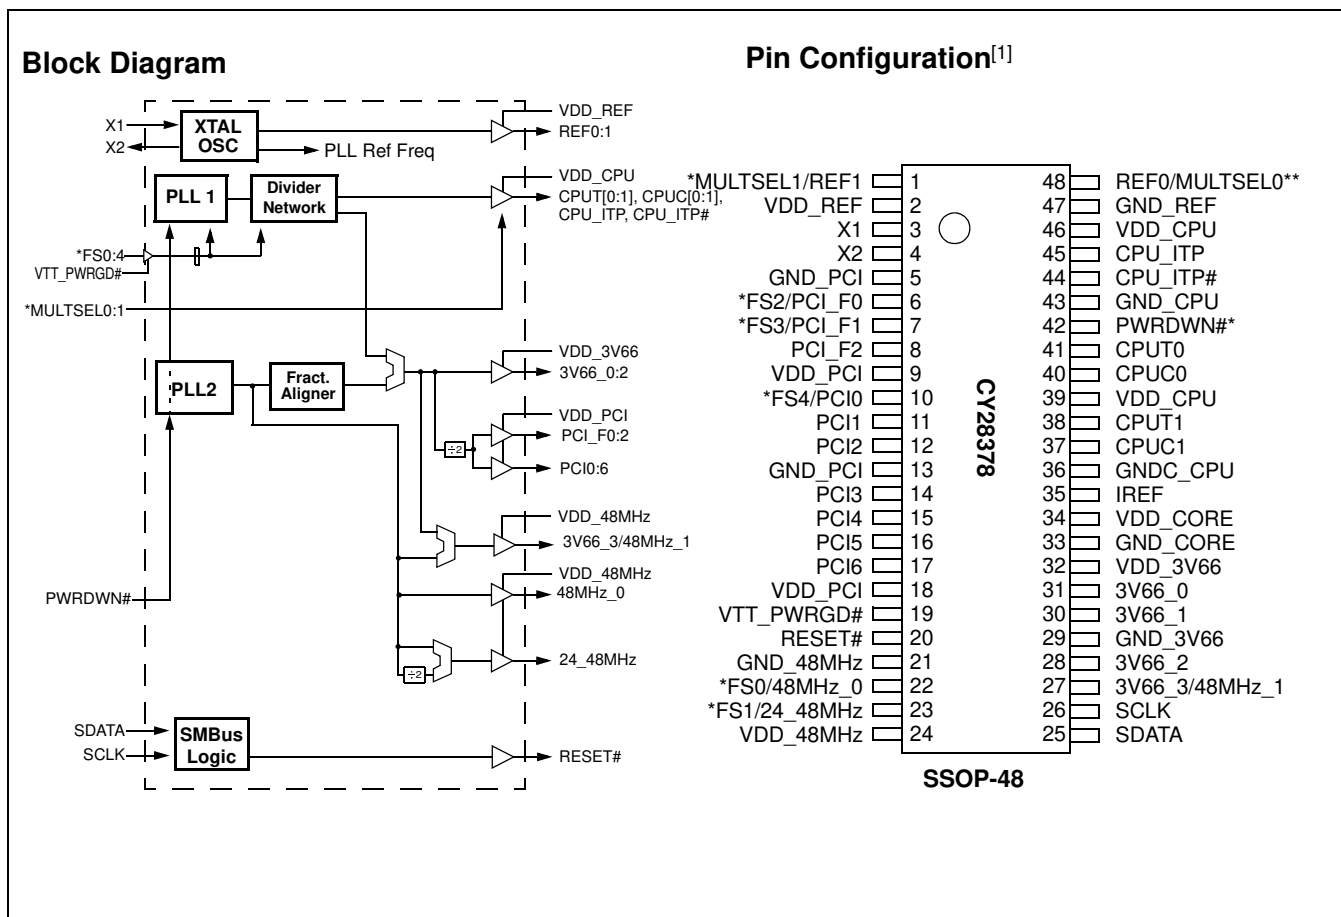 Block Diagram
Pin Configuration[1]
X1
X2
XTAL
OSC
PLL Ref Freq
VDD_REF
REF0:1
PLL 1
Divider
Network
VDD_CPU
CPUT[0:1], CPUC[0:1],
CPU_ITP, CPU_ITP#
*FS0:4
VTT_PWRGD#
*MULTSEL0:1
PLL2
Fract.
Aligner
VDD_3V66
3V66_0:2
VDD_PCI
PCI_F0:2
÷2
PCI0:6
VDD_48MHz
3V66_3/48MHz_1
VDD_48MHz
48MHz_0
PWRDWN#
24_48MHz
÷2
SDATA
SCLK
SMBus
Logic
RESET#
*MULTSEL1/REF1 1 48 REF0/MULTSEL0**
VDD_REF 2 47 GND_REF
X1 3 46 VDD_CPU
X2 4 45 CPU_ITP
GND_PCI 5 44 CPU_ITP#
*FS2/PCI_F0 6 43 GND_CPU
*FS3/PCI_F1 7 42 PWRDWN#*
PCI_F2 8 41 CPUT0
VDD_PCI 9 40 CPUC0
*FS4/PCI0 10 39 VDD_CPU
PCI1 11 38 CPUT1
PCI2 12 37 CPUC1
GND_PCI 13 36 GNDC_CPU
PCI3 14 35 IREF
PCI4 15 34 VDD_CORE
PCI5 16 33 GND_CORE
PCI6 17 32 VDD_3V66
VDD_PCI 18 31 3V66_0
VTT_PWRGD# 19 30 3V66_1
RESET# 20 29 GND_3V66
GND_48MHz 21 28 3V66_2
*FS0/48MHz_0 22 27 3V66_3/48MHz_1
*FS1/24_48MHz 23 26 SCLK
VDD_48MHz 24 25 SDATA
CY28378
SSOP-48